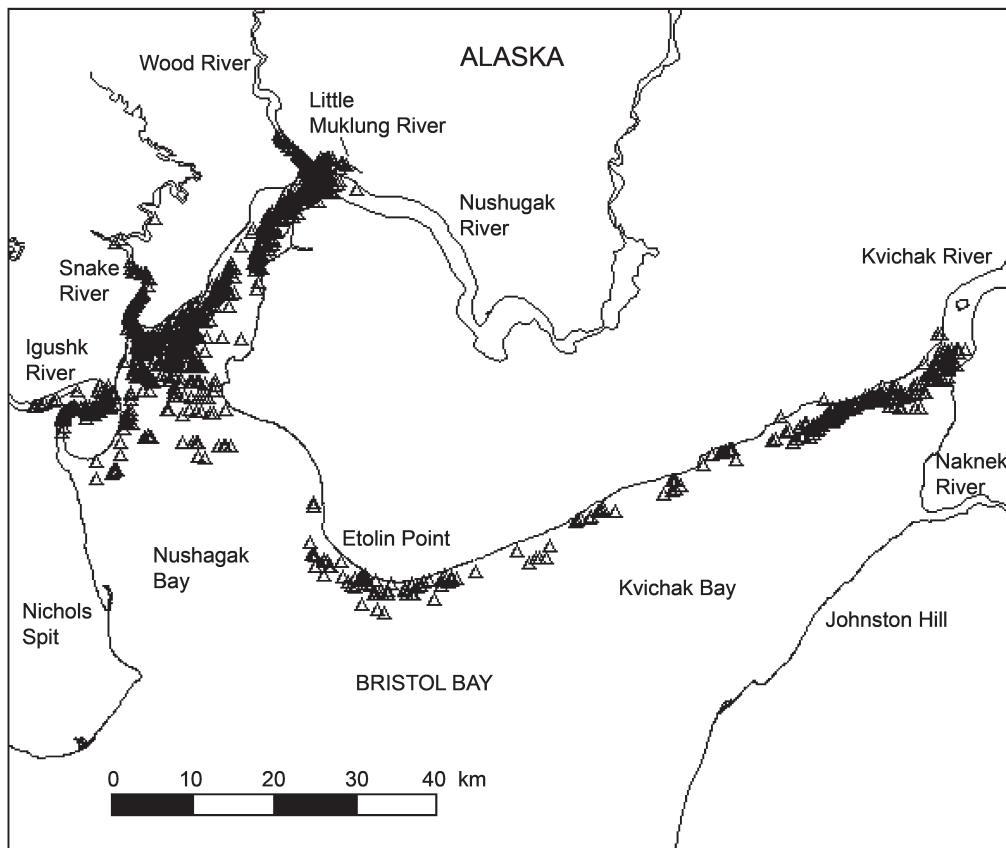 Wood River
ALASKA
Little
Muklung River
Nushugak
River
Kvichak River
Snake
River
Igushk
River
Naknek
River
Etolin Point
Nushagak
Bay
Kvichak Bay
Nichols
Spit
Johnston Hill
BRISTOL BAY
0 10 20 30 40 km